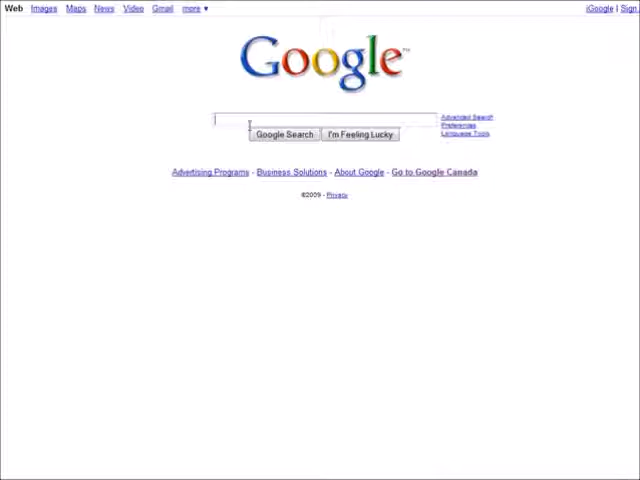 Web Images Maps News Video Gmail more ▼ iGoogle | Sign
Google™
Advanced Search
Preferences
Language Tools
Google Search I'm Feeling Lucky
Advertising Programs - Business Solutions - About Google - Go to Google Canada
©2009 - Privacy